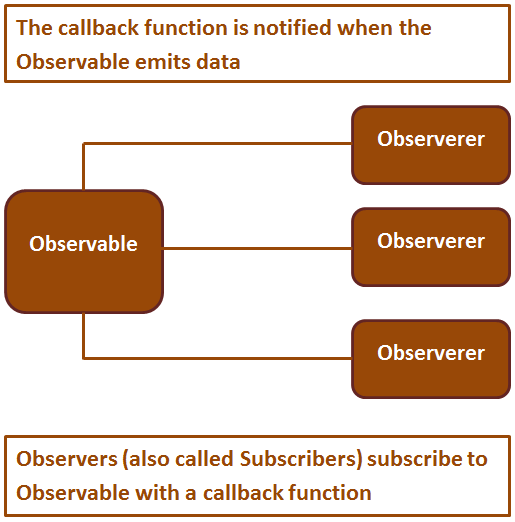 The callback function is notified when the
Observable emits data
Observerer
Observable
Observerer
Observerer
Observers (also called Subscribers) subscribe to
Observable with a callback function